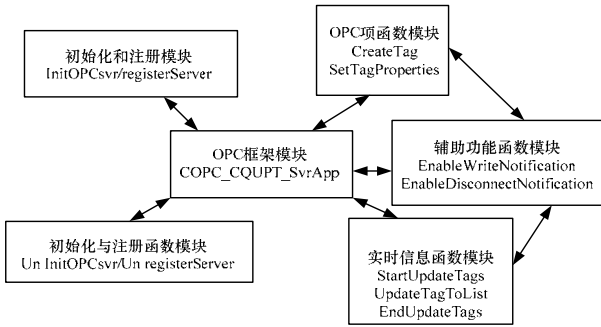 初始化和注册模块
InitOPCsvr/registerServer
OPC项函数模块
CreateTag
SetTagProperties
OPC框架模块
COPC_CQUPT_SvrApp
辅助功能函数模块
EnableWriteNotification
EnableDisconnectNotification
初始化与注册函数模块
Un InitOPCsvr/Un registerServer
实时信息函数模块
StartUpdateTags
UpdateTagToList
EndUpdateTags